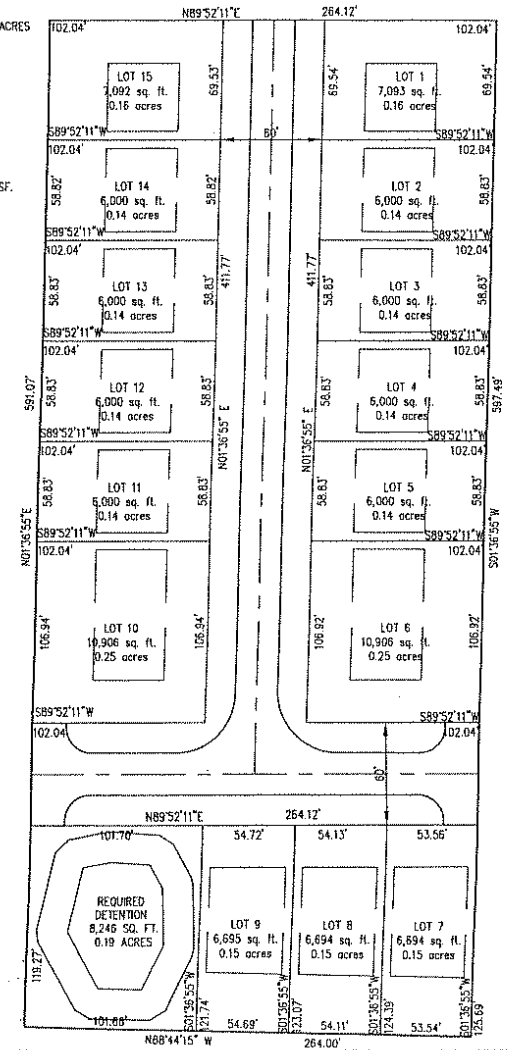 N89°52'11"E 264.12'
ACRES
102.04' 102.04'
LOT 15
7,092 sq. ft.
0.16 acres
69.53'
69.54'
LOT 1
7,093 sq. ft.
0.16 acres
69.54'
S89°52'11"W
60'
S89°52'11"W
102.04' 102.04'
SF.
58.82'
LOT 14
6,000 sq. ft.
0.14 acres
58.82'
58.83'
LOT 2
6,000 sq. ft.
0.14 acres
58.83'
S89°52'11"W
S89°52'11"W
102.04' 102.04'
58.83'
LOT 13
6,000 sq. ft.
0.14 acres
58.83'
411.77'
411.77'
58.83'
LOT 3
6,000 sq. ft.
0.14 acres
58.83'
S89°52'11"W
S89°52'11"W
102.04' 102.04'
591.07'
58.83'
LOT 12
6,000 sq. ft.
0.14 acres
58.83'
58.83'
LOT 4
6,000 sq. ft.
0.14 acres
58.83'
597.49'
S89°52'11"W
N01°36'55" E
N01°36'55" E
S89°52'11"W
102.04' 102.04'
58.83'
LOT 11
6,000 sq. ft.
0.14 acres
58.83'
58.83'
LOT 5
6,000 sq. ft.
0.14 acres
58.83'
S89°52'11"W
S89°52'11"W
N01°36'55"E
S01°36'55"W
102.04' 102.04'
106.94'
LOT 10
10,906 sq. ft.
0.25 acres
106.94'
106.92'
LOT 6
10,906 sq. ft.
0.25 acres
106.92'
S89°52'11"W
S89°52'11"W
102.04' 102.04'
60'
N89°52'11"E 264.12'
101.70' 54.72' 54.13' 53.56'
REQUIRED
DETENTION
8,246 SQ. FT.
0.19 ACRES
LOT 9
6,695 sq. ft.
0.15 acres
LOT 8
6,694 sq. ft.
0.15 acres
LOT 7
6,694 sq. ft.
0.15 acres
119.27'
S01°36'55"W
121.74'
S01°36'55"W
123.07'
S01°36'55"W
124.39'
S01°36'55"W
125.69
101.68' 54.69' 54.11' 53.54'
N88°44'15" W 264.00'